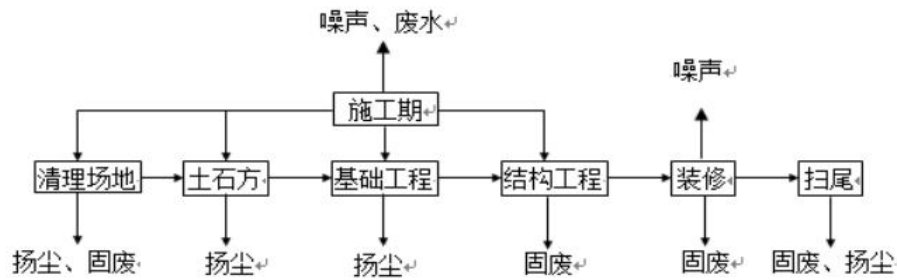 噪声、废水
噪声
施工期
清理场地 土石方 基础工程 结构工程 装修 扫尾
扬尘、固废 扬尘 扬尘 固废 固废 固废、扬尘